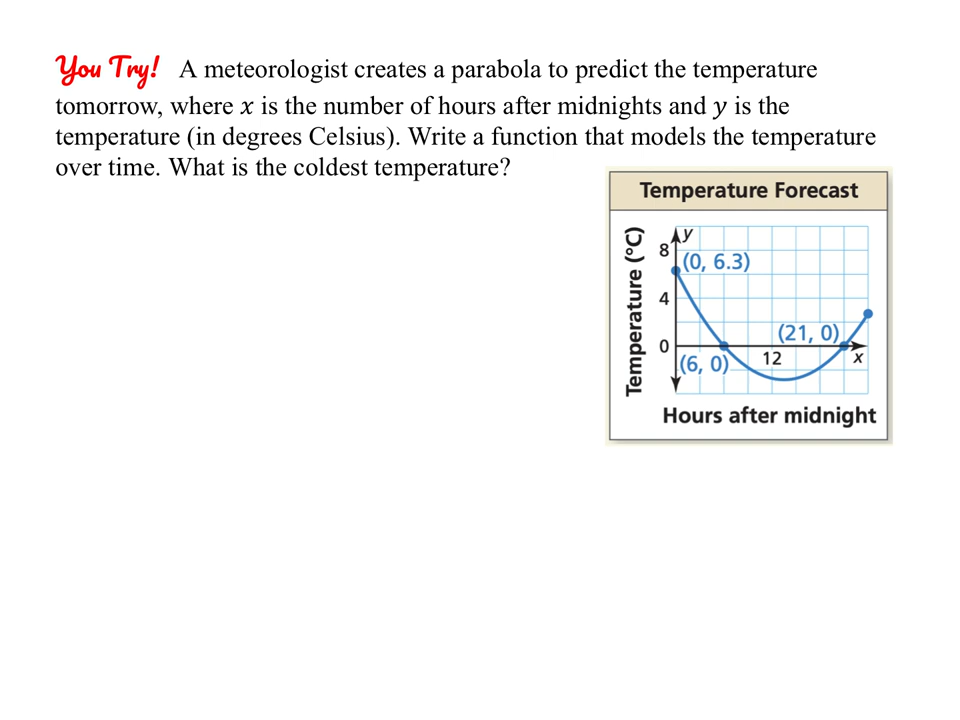 You Try! A meteorologist creates a parabola to predict the temperature
tomorrow, where 𝑥 is the number of hours after midnights and 𝑦 is the
temperature (in degrees Celsius). Write a function that models the temperature
over time. What is the coldest temperature?
Temperature Forecast
Temperature (°C)
y
8
(0, 6.3)
4
(21, 0)
0
12
x
(6, 0)
Hours after midnight